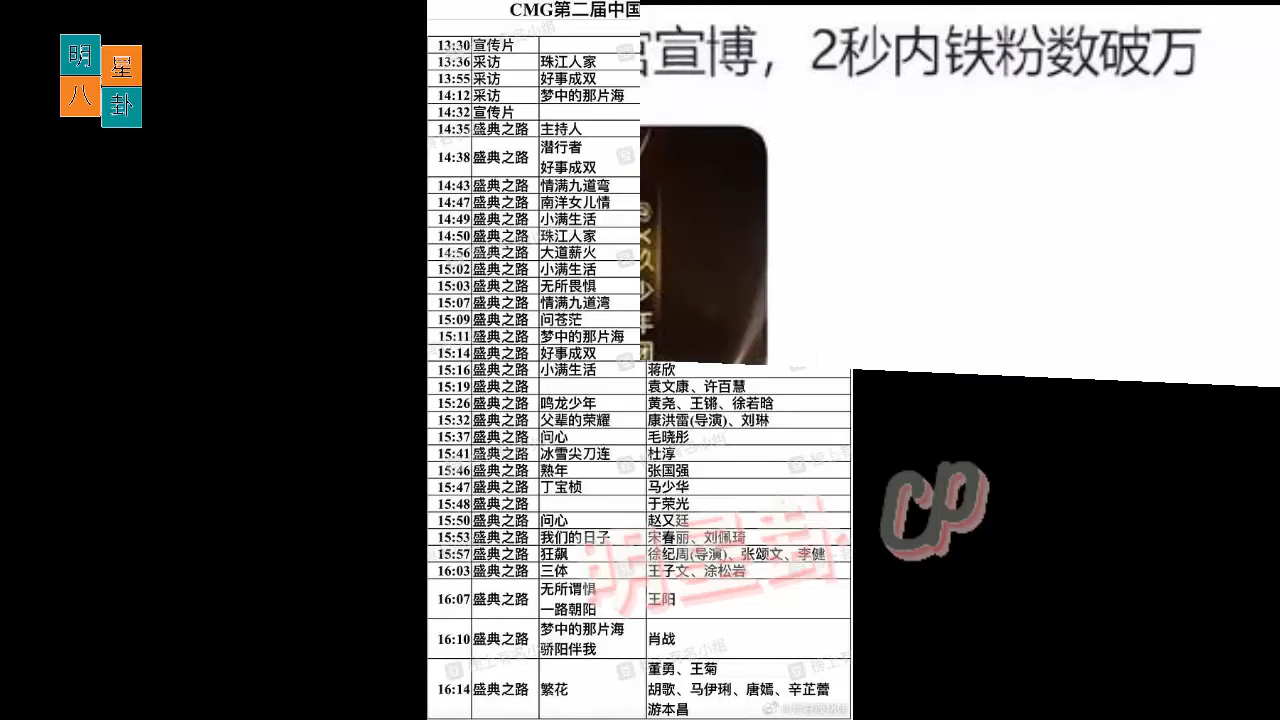 明星
八卦
CMG第二届中国
宣博，2秒内铁粉数破万
13:30 宣传片
13:36 采访 珠江人家
13:55 采访 好事成双
14:12 采访 梦中的那片海
14:32 宣传片
14:35 盛典之路 主持人
14:38 盛典之路 潜行者
好事成双
14:43 盛典之路 情满九道弯
14:47 盛典之路 南洋女儿情
14:49 盛典之路 小满生活
14:50 盛典之路 珠江人家
14:56 盛典之路 大道薪火
15:02 盛典之路 小满生活
15:03 盛典之路 无所畏惧
15:07 盛典之路 情满九道湾
15:09 盛典之路 问苍茫
15:11 盛典之路 梦中的那片海
15:14 盛典之路 好事成双
15:16 盛典之路 小满生活 蒋欣
15:19 盛典之路 袁文康、许百慧
15:26 盛典之路 鸣龙少年 黄尧、王锵、徐若晗
15:32 盛典之路 父辈的荣耀 康洪雷(导演)、刘琳
15:37 盛典之路 问心 毛晓彤
15:41 盛典之路 冰雪尖刀连 杜淳
15:46 盛典之路 熟年 张国强
15:47 盛典之路 丁宝桢 马少华
15:48 盛典之路 于荣光
15:50 盛典之路 问心 赵又廷
15:53 盛典之路 我们的日子 宋春丽、刘佩琦
15:57 盛典之路 狂飙 徐纪周(导演)、张颂文、李健
16:03 盛典之路 三体 王子文、涂松岩
16:07 盛典之路 无所谓惧
一路朝阳 王阳
16:10 盛典之路 梦中的那片海
骄阳伴我 肖战
16:14 盛典之路 繁花 董勇、王菊
胡歌、马伊琍、唐嫣、辛芷蕾
游本昌
CP